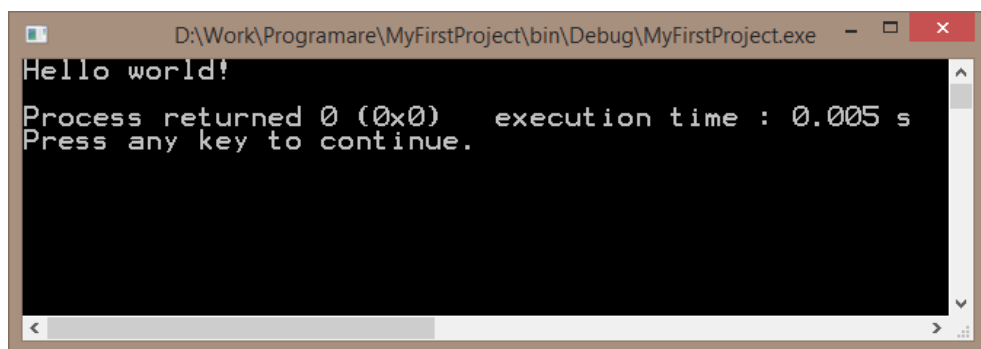 D:\Work\Programare\MyFirstProject\bin\Debug\MyFirstProject.exe
Hello world!
Process returned 0 (0x0)   execution time : 0.005 s
Press any key to continue.